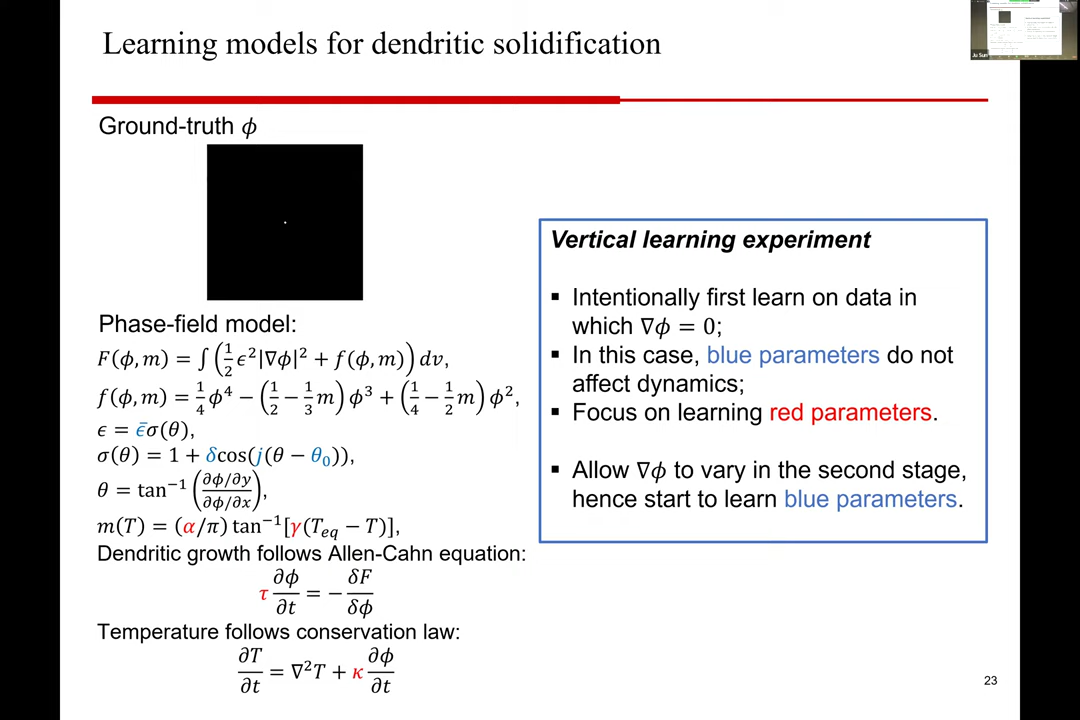 Learning models for dendritic solidification
Ground-truth ϕ
Phase-field model:
F(ϕ, m) = ∫ (1/2 ϵ² |∇ϕ|² + f(ϕ, m)) dv,
f(ϕ, m) = 1/4 ϕ⁴ − (1/2 − 1/3 m) ϕ³ + (1/4 − 1/2 m) ϕ²,
ϵ = ϵ̄σ(θ),
σ(θ) = 1 + δcos(j(θ − θ₀)),
θ = tan⁻¹ (∂ϕ/∂y / ∂ϕ/∂x),
m(T) = (α/π) tan⁻¹[γ(T_eq − T)],
Dendritic growth follows Allen-Cahn equation:
τ ∂ϕ/∂t = − δF/δϕ
Temperature follows conservation law:
∂T/∂t = ∇²T + κ ∂ϕ/∂t
Vertical learning experiment
▪ Intentionally first learn on data in
which ∇ϕ = 0;
▪ In this case, blue parameters do not
affect dynamics;
▪ Focus on learning red parameters.
▪ Allow ∇ϕ to vary in the second stage,
hence start to learn blue parameters.
23
Ju Sun